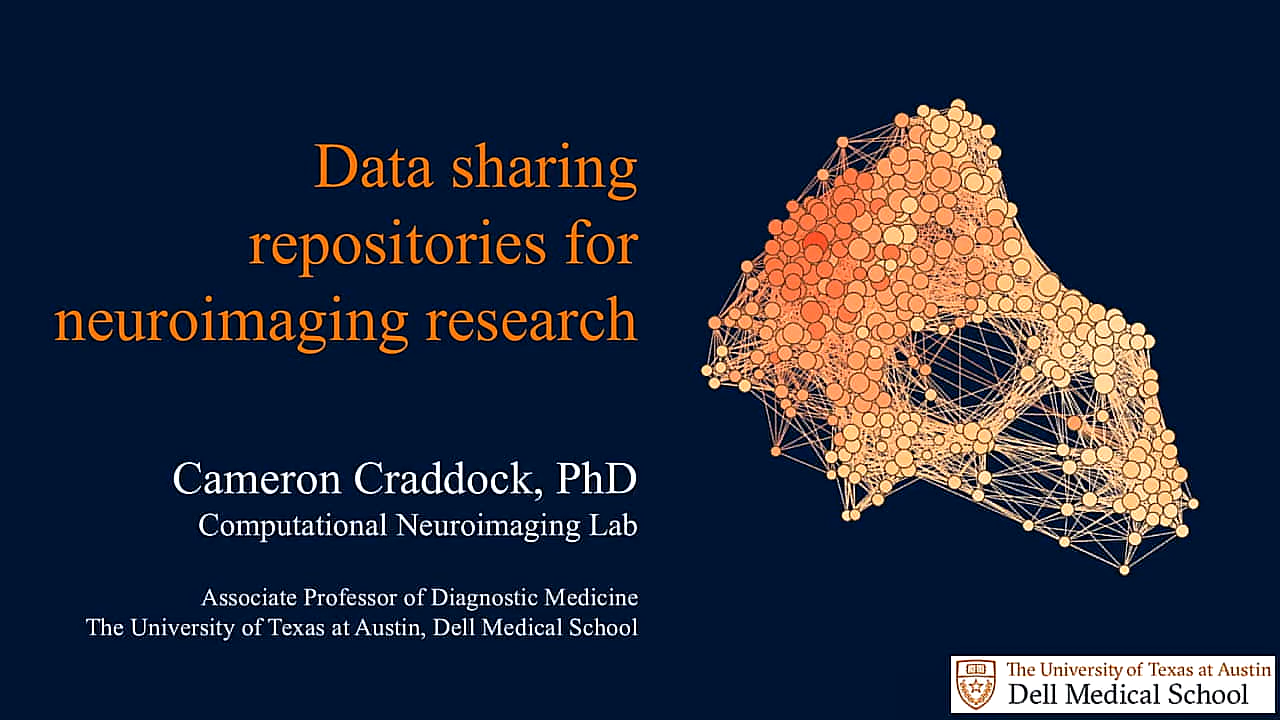 Data sharing
repositories for
neuroimaging research
Cameron Craddock, PhD
Computational Neuroimaging Lab
Associate Professor of Diagnostic Medicine
The University of Texas at Austin, Dell Medical School
The University of Texas at Austin
Dell Medical School